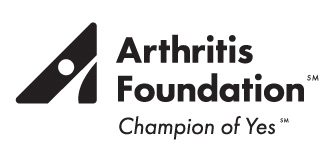 Arthritis
Foundation℠
Champion of Yes℠